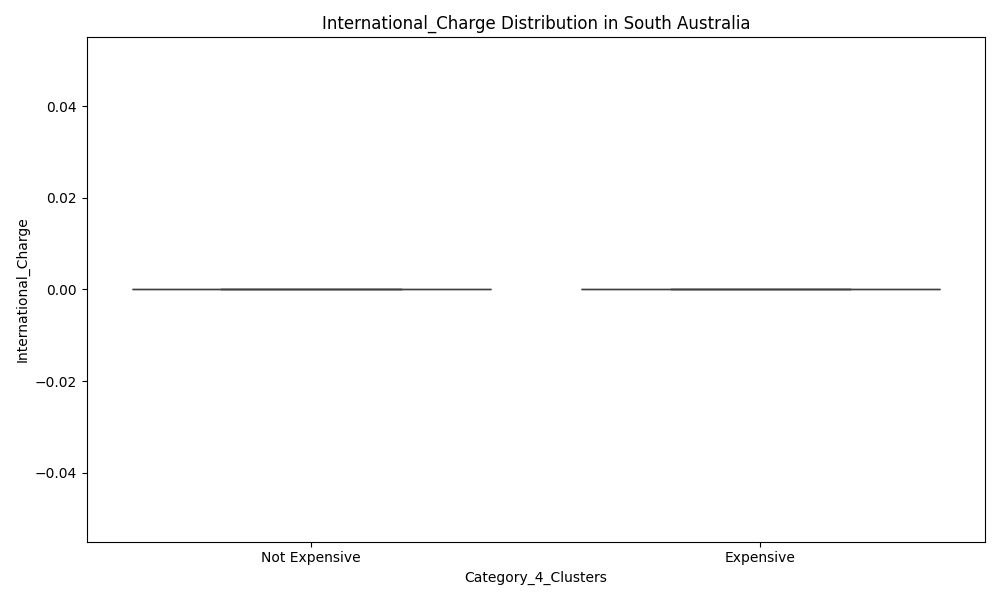 International_Charge Distribution in South Australia
International_Charge
0.04
0.02
0.00
−0.02
−0.04
Not Expensive
Expensive
Category_4_Clusters